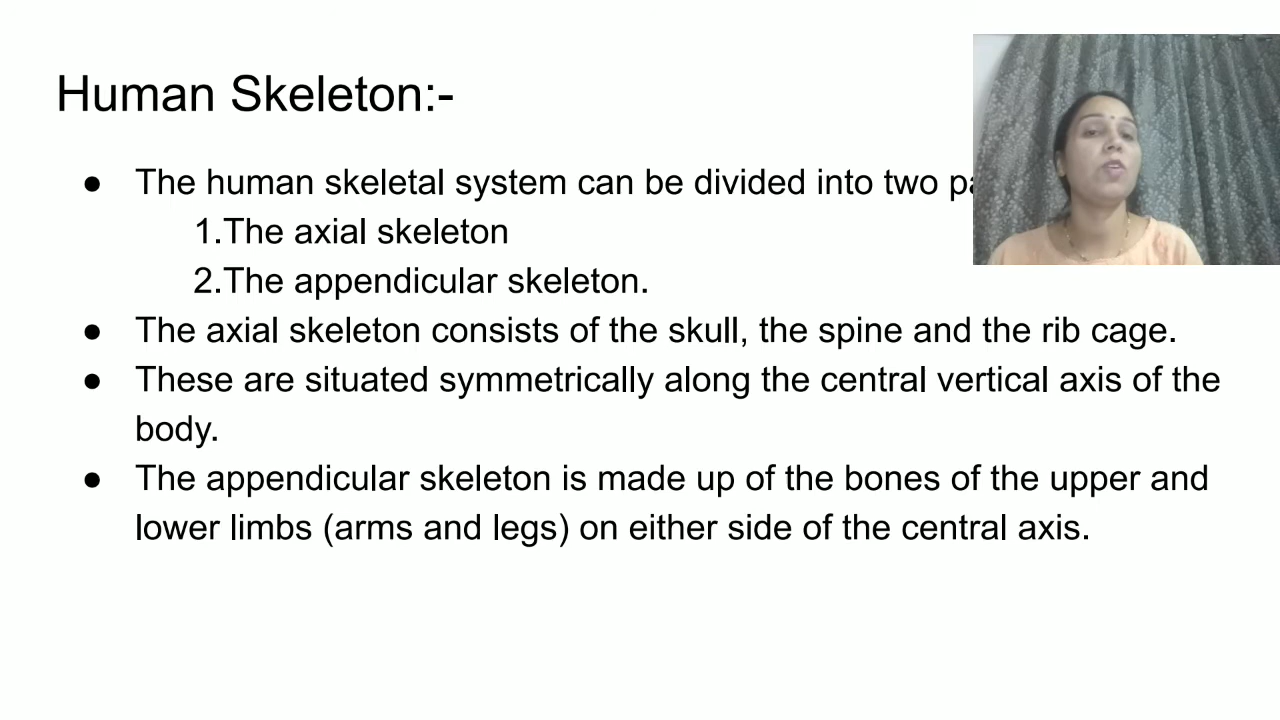 Human Skeleton:-
● The human skeletal system can be divided into two
1.The axial skeleton
2.The appendicular skeleton.
● The axial skeleton consists of the skull, the spine and the rib cage.
● These are situated symmetrically along the central vertical axis of the
body.
● The appendicular skeleton is made up of the bones of the upper and
lower limbs (arms and legs) on either side of the central axis.